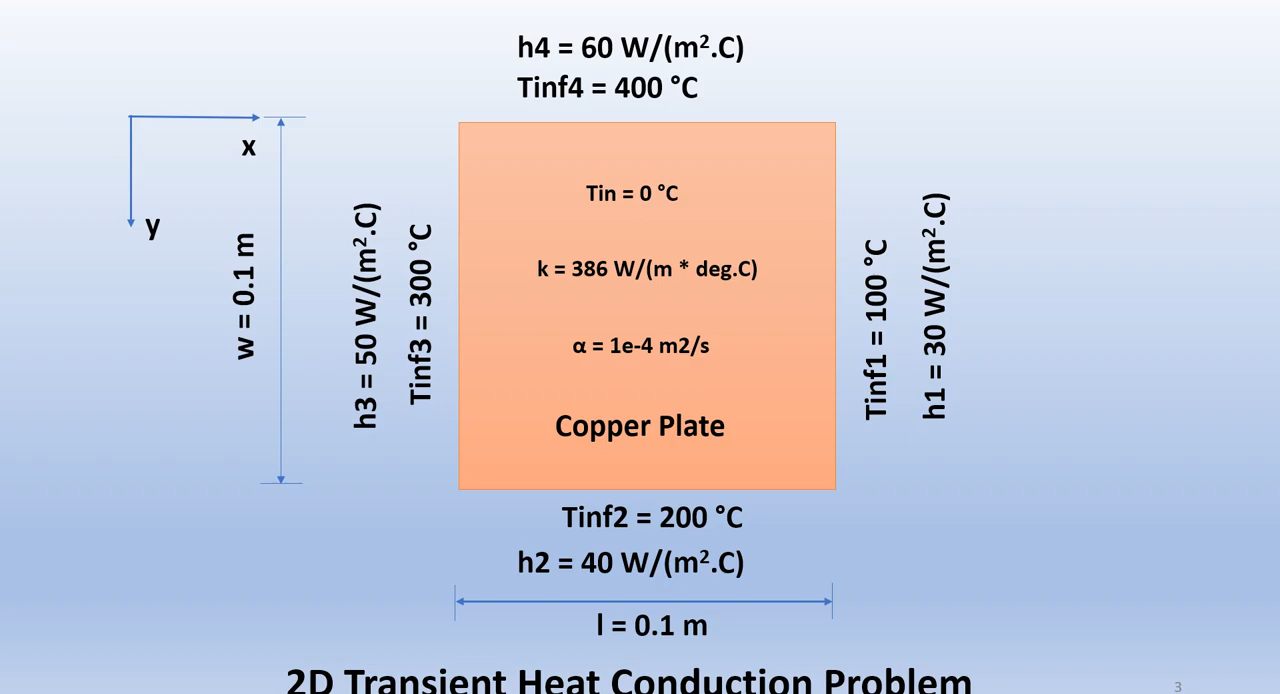 h4 = 60 W/(m².C)
Tinf4 = 400 °C
x
y
w = 0.1 m
h3 = 50 W/(m².C)
Tinf3 = 300 °C
Tin = 0 °C
k = 386 W/(m * deg.C)
α = 1e-4 m2/s
Copper Plate
Tinf1 = 100 °C
h1 = 30 W/(m².C)
Tinf2 = 200 °C
h2 = 40 W/(m².C)
l = 0.1 m
2D Transient Heat Conduction Problem
3